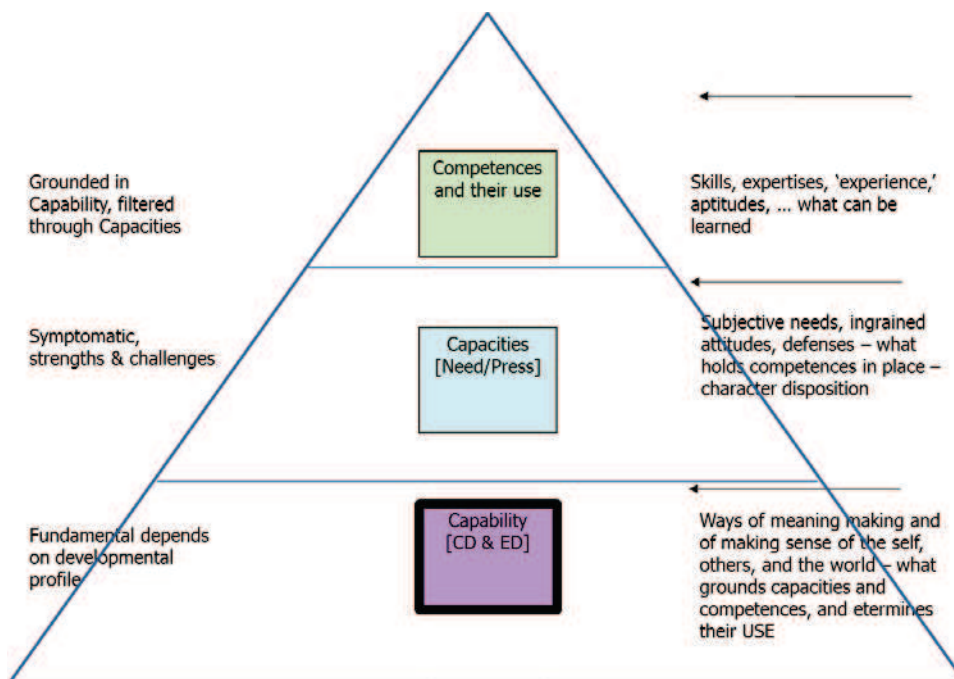 Competences
and their use
Grounded in
Capability, filtered
through Capacities
Skills, expertises, ‘experience,’
aptitudes, ... what can be
learned
Capacities
[Need/Press]
Symptomatic,
strengths & challenges
Subjective needs, ingrained
attitudes, defenses – what
holds competences in place –
character disposition
Capability
[CD & ED]
Fundamental depends
on developmental
profile
Ways of meaning making and
of making sense of the self,
others, and the world – what
grounds capacities and
competences, and etermines
their USE